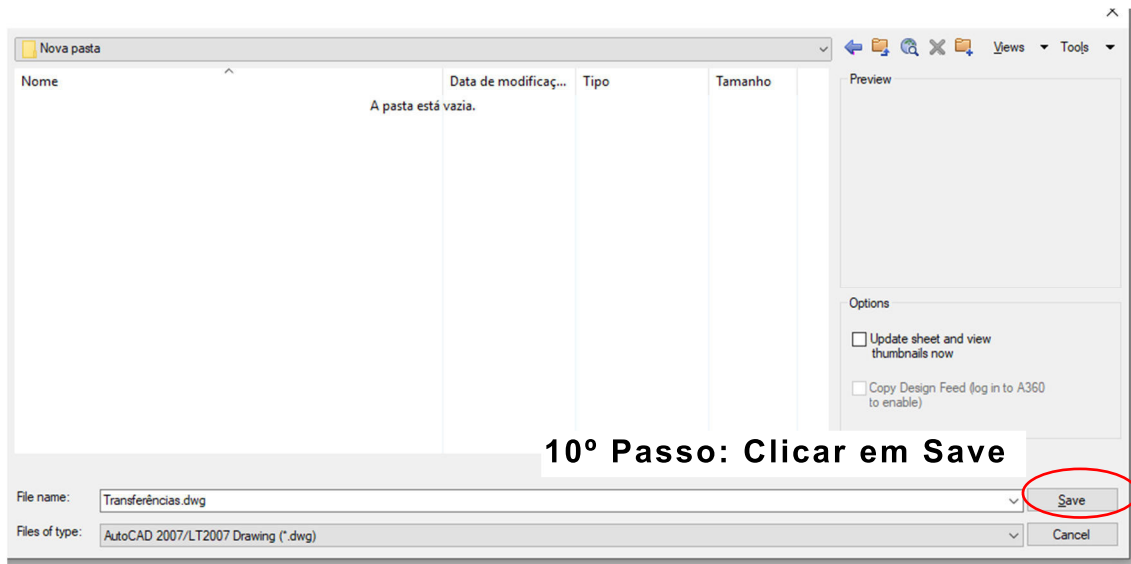 Nova pasta
Views Tools
Nome Data de modificaç... Tipo Tamanho
A pasta está vazia.
Preview
Options
Update sheet and view
thumbnails now
Copy Design Feed (log in to A360
to enable)
10º Passo: Clicar em Save
File name: Transferências.dwg Save
Files of type: AutoCAD 2007/LT2007 Drawing (*.dwg) Cancel